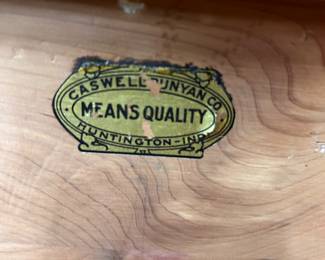 CASWELL RUNYAN CO
MEANS QUALITY
HUNTINGTON - IND